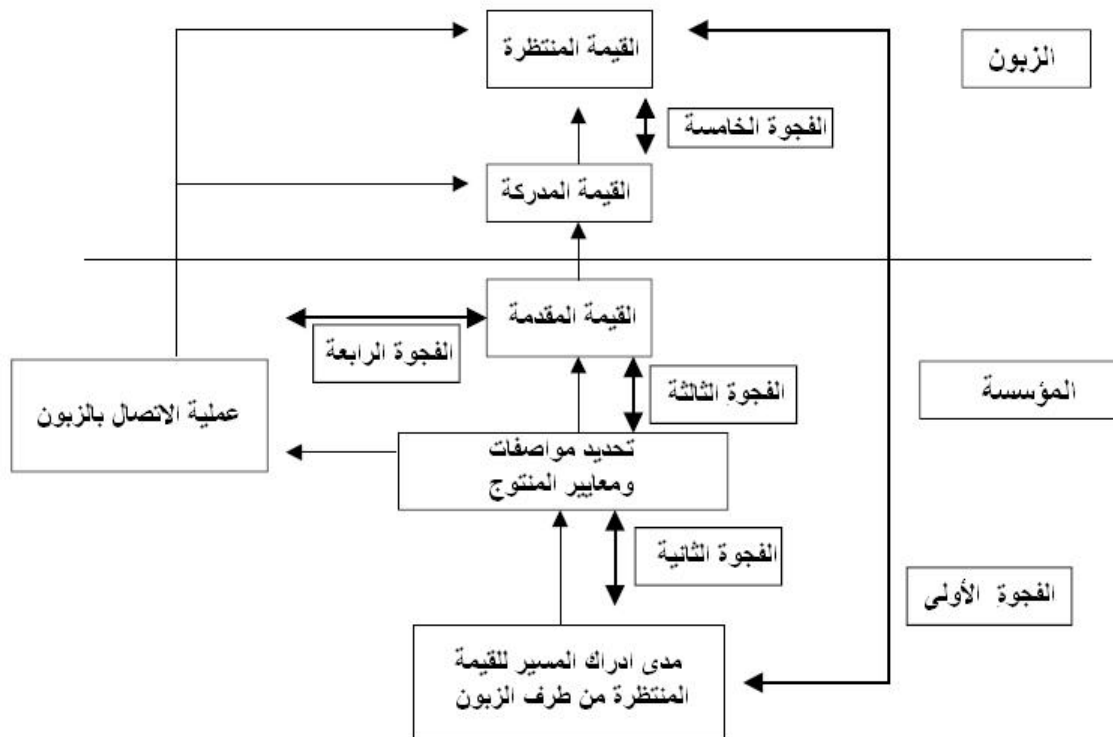 القيمة المنتظرة
الزبون
الفجوة الخامسة
القيمة المدركة
القيمة المقدمة
الفجوة الرابعة
الفجوة الثالثة
المؤسسة
عملية الاتصال بالزبون
تحديد مواصفات
ومعايير المنتوج
الفجوة الثانية
الفجوة الأولى
مدى ادراك المسير للقيمة
المنتظرة من طرف الزبون